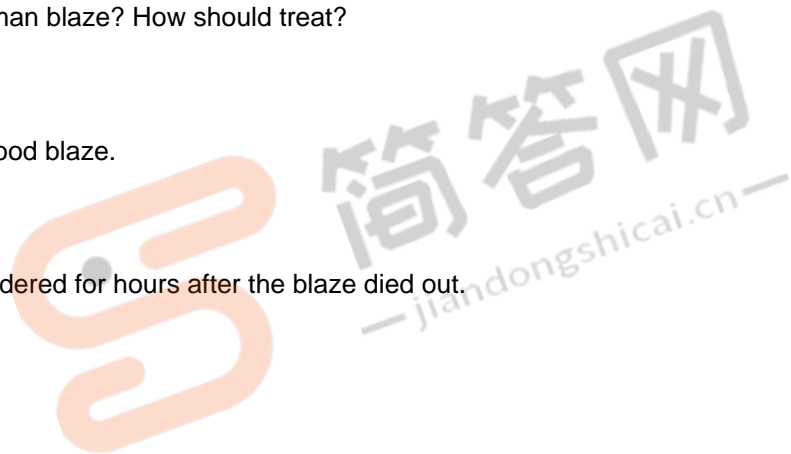 man blaze? How should treat?
ood blaze.
dered for hours after the blaze died out.
简答网
jiandongshicai.cn